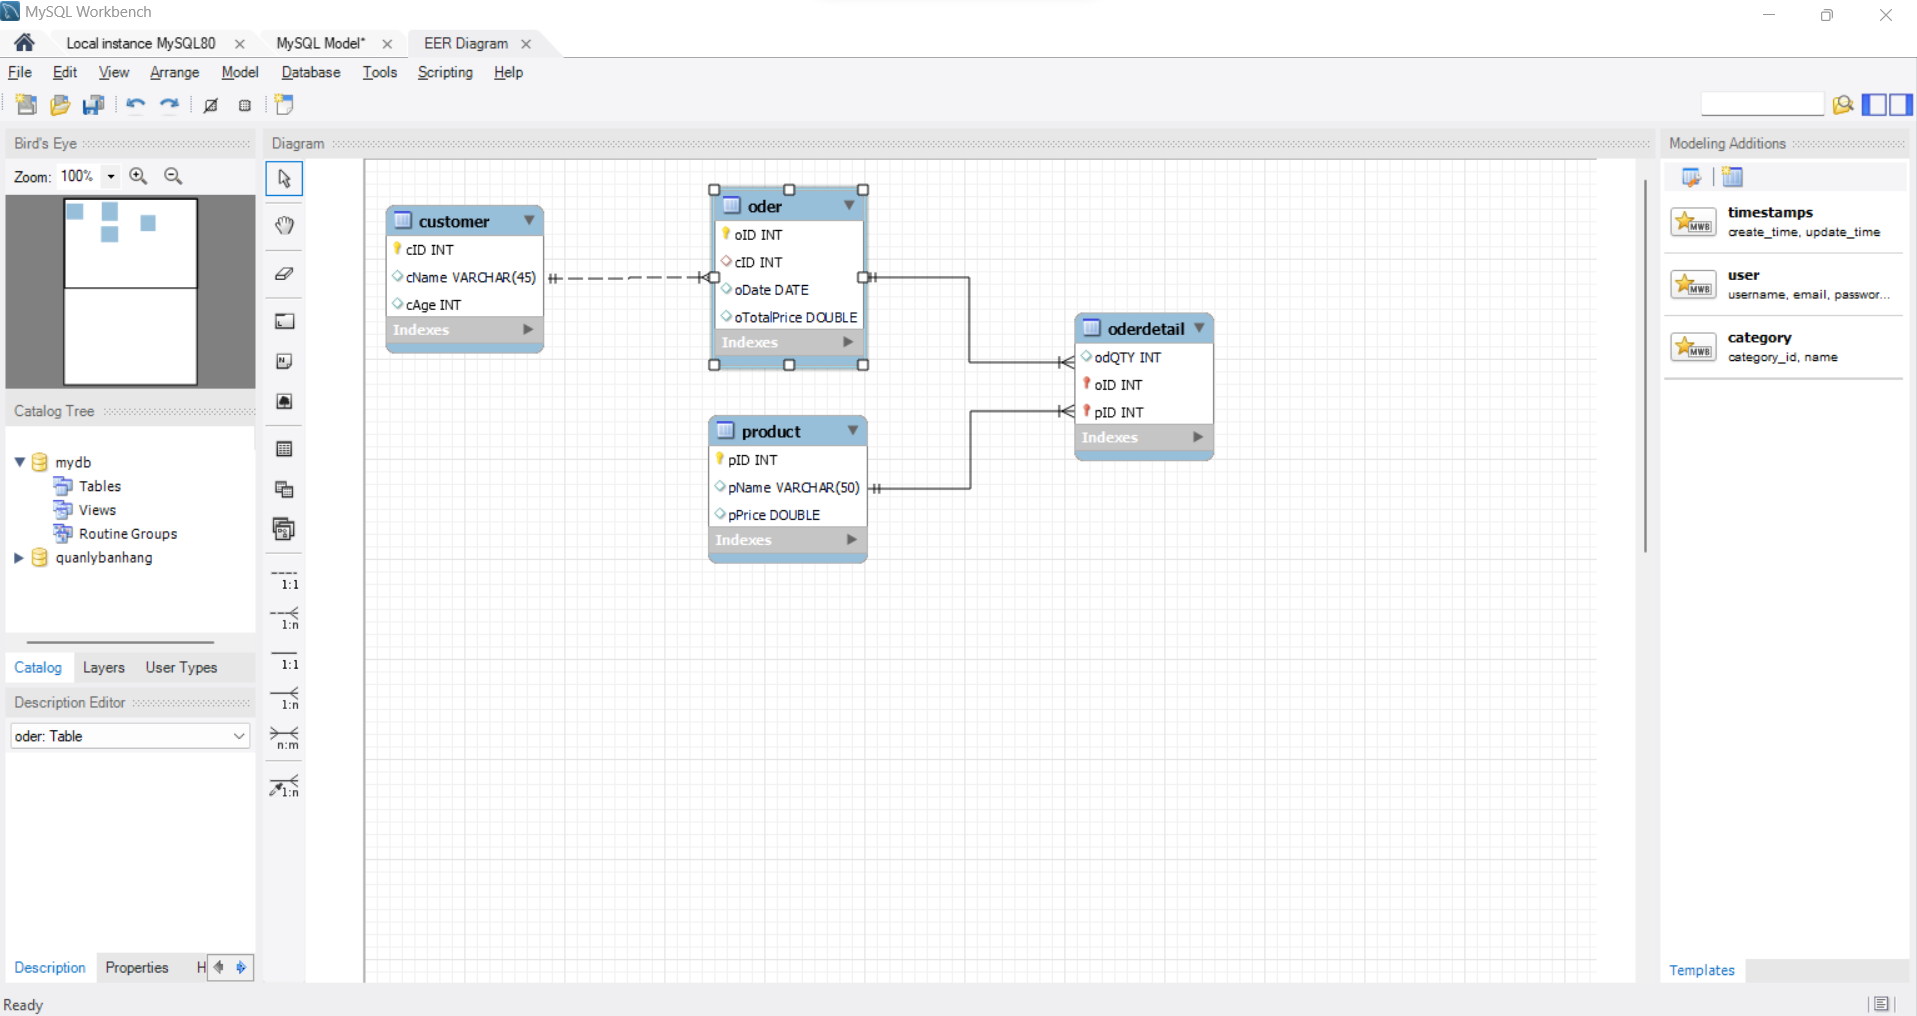 MySQL Workbench
Local instance MySQL80
MySQL Model*
EER Diagram
File Edit View Arrange Model Database Tools Scripting Help
Bird's Eye
Zoom: 100%
Catalog Tree
mydb
Tables
Views
Routine Groups
quanlybanhang
Catalog Layers User Types
Description Editor
oder: Table
Description Properties H
Ready
Diagram
1:1
1:n
1:1
1:n
n:m
1:n
customer
cID INT
cName VARCHAR(45)
cAge INT
Indexes
oder
oID INT
cID INT
oDate DATE
oTotalPrice DOUBLE
Indexes
product
pID INT
pName VARCHAR(50)
pPrice DOUBLE
Indexes
oderdetail
odQTY INT
oID INT
pID INT
Indexes
Modeling Additions
MWB
timestamps
create_time, update_time
MWB
user
username, email, passwor...
MWB
category
category_id, name
Templates